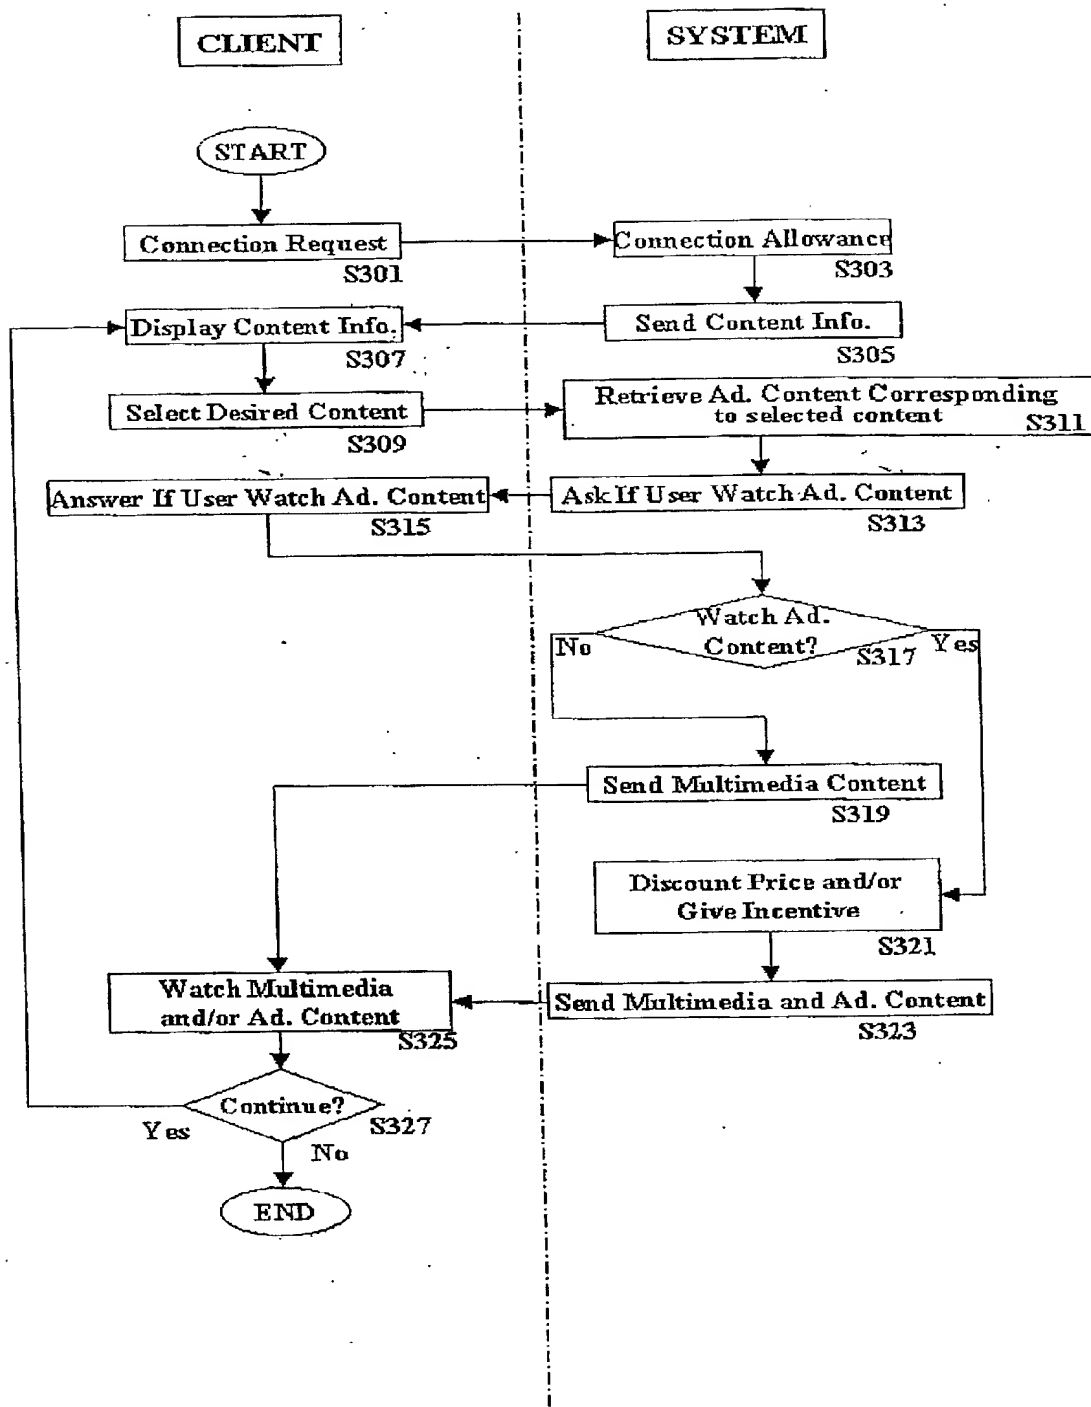 CLIENT
SYSTEM
START
Connection Request
S301
Connection Allowance
S303
Display Content Info.
S307
Send Content Info.
S305
Select Desired Content
S309
Retrieve Ad. Content Corresponding
to selected content
S311
Answer If User Watch Ad. Content
S315
Ask If User Watch Ad. Content
S313
Watch Ad.
Content?
S317
No
Yes
Send Multimedia Content
S319
Discount Price and/or
Give Incentive
S321
Watch Multimedia
and/or Ad. Content
S325
Send Multimedia and Ad. Content
S323
Continue?
S327
Yes
No
END